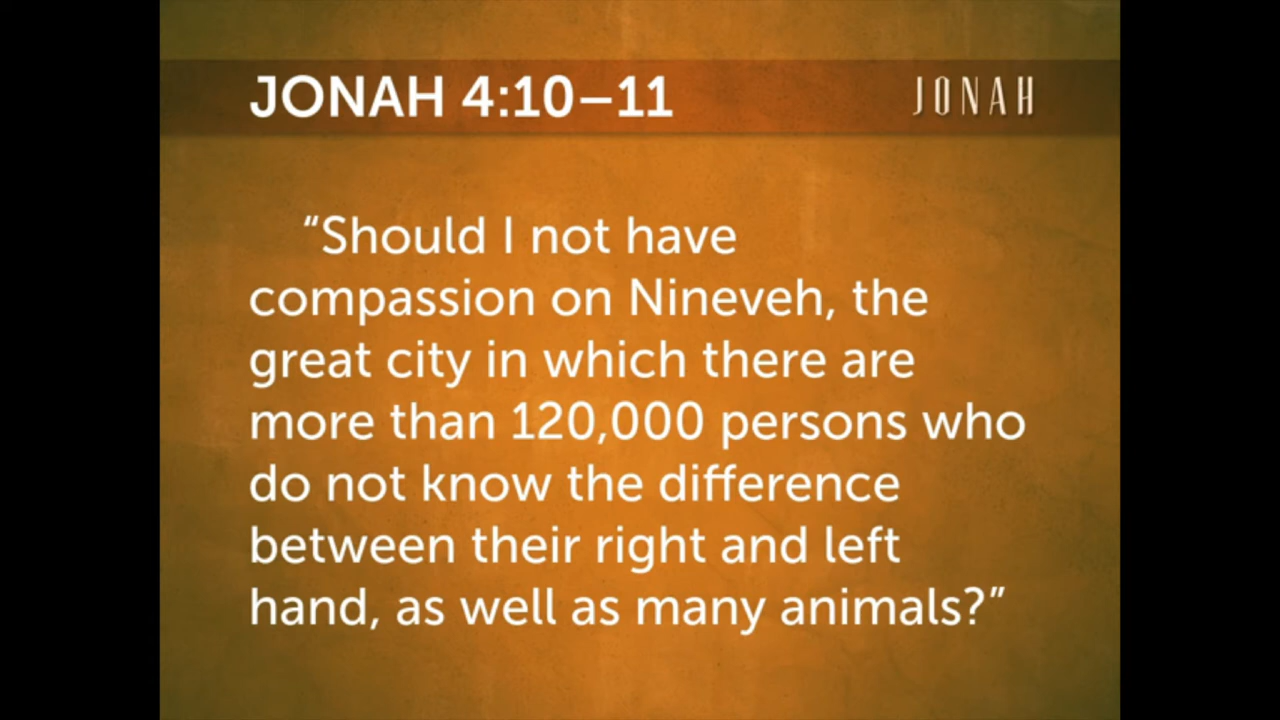 JONAH 4:10–11
JONAH
“Should I not have
compassion on Nineveh, the
great city in which there are
more than 120,000 persons who
do not know the difference
between their right and left
hand, as well as many animals?”